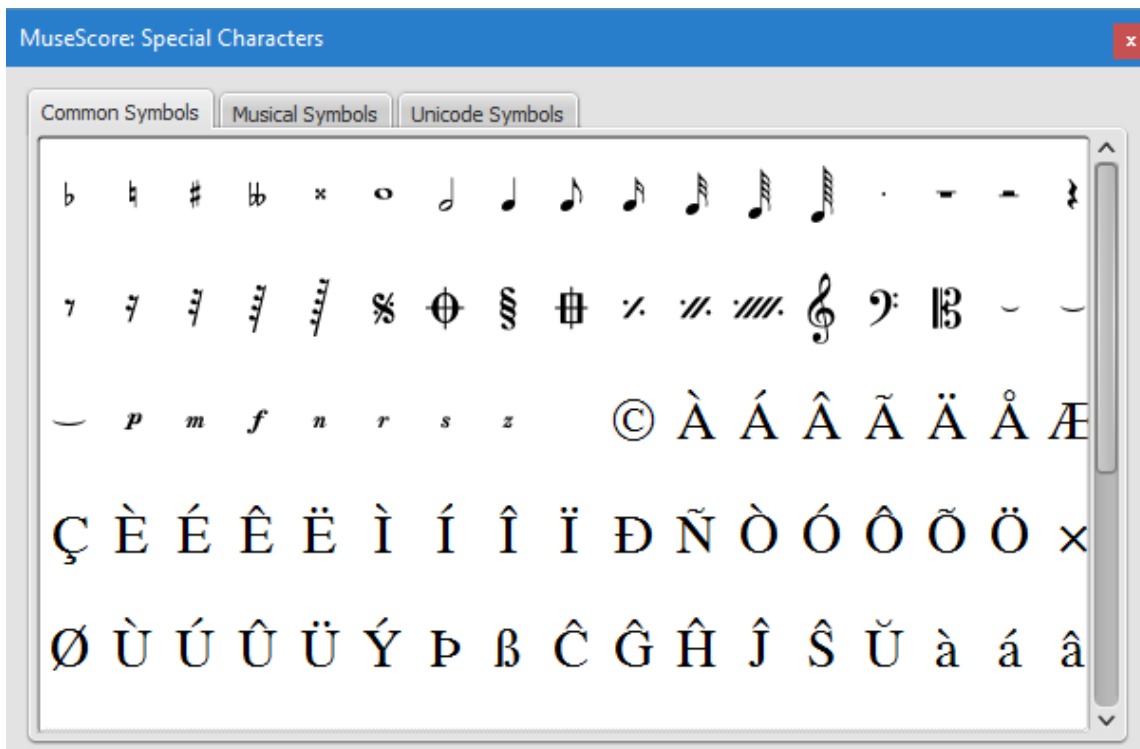 MuseScore: Special Characters x
Common Symbols Musical Symbols Unicode Symbols
♭ ♮ ♯ 𝄫 𝄪 𝅝 𝅗𝅥 𝅘𝅥 𝅘𝅥𝅮 𝅘𝅥𝅯 𝅘𝅥𝅰 𝅘𝅥𝅱 𝅘𝅥𝅲 . 𝄻 𝄼 𝄽
𝄾 𝄿 𝅀 𝅁 𝅂 𝄋 𝄌 § 𝄎 𝄏 𝄞 𝄢 𝄡 ‿ ‿
‿ p m f n r s z © À Á Â Ã Ä Å Æ
Ç È É Ê Ë Ì Í Î Ï Ð Ñ Ò Ó Ô Õ Ö ×
Ø Ù Ú Û Ü Ý Þ ß Ĉ Ĝ Ĥ Ĵ Ŝ Ŭ à á â